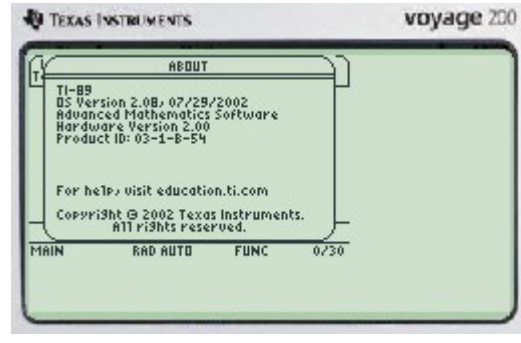 TEXAS INSTRUMENTS
voyage 200
ABOUT
TI-89
OS Version 2.08, 07/29/2002
Advanced Mathematics Software
Hardware Version 2.00
Product ID: 03-1-8-54
For help, visit education.ti.com
Copyright © 2002 Texas Instruments.
All rights reserved.
MAIN RAD AUTO FUNC 0/30